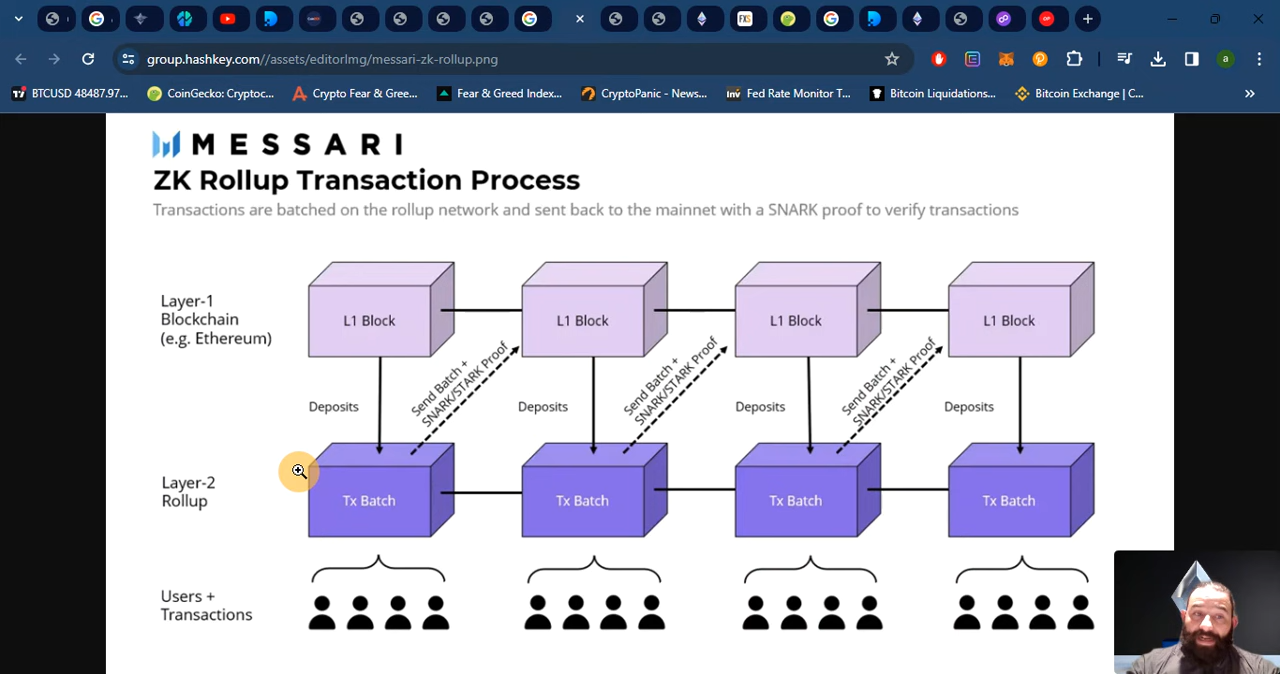 group.hashkey.com//assets/editorImg/messari-zk-rollup.png
a
BTCUSD 48487.97...
CoinGecko: Cryptoc...
Crypto Fear & Gree...
Fear & Greed Index...
CryptoPanic - News...
Inv
Fed Rate Monitor T...
Bitcoin Liquidations...
Bitcoin Exchange | C...
FXS
OP
MESSARI
ZK Rollup Transaction Process
Transactions are batched on the rollup network and sent back to the mainnet with a SNARK proof to verify transactions
Layer-1
Blockchain
(e.g. Ethereum)
L1 Block
L1 Block
L1 Block
L1 Block
Deposits
Send Batch +
SNARK/STARK Proof
Deposits
Send Batch +
SNARK/STARK Proof
Deposits
Send Batch +
SNARK/STARK Proof
Deposits
Layer-2
Rollup
Tx Batch
Tx Batch
Tx Batch
Tx Batch
Users +
Transactions